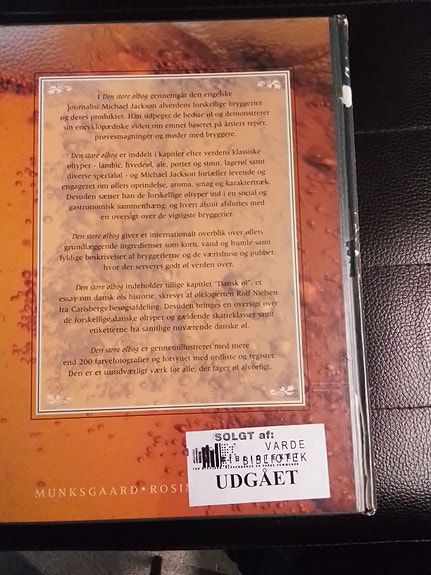 I Den store ølbog gennemgår den engelske
journalist Michael Jackson alverdens forskellige bryggerier
og deres produkter. Han udpeger de bedste øl og demonstrerer
sin encyklopædiske viden om emnet baseret på årtiers rejser,
prøvesmagninger og møder med bryggere.
Den store ølbog er inddelt i kapitler efter verdens klassiske
øltyper - lambic, hvedeøl, ale, porter og stout, lagerøl samt
diverse specialøl - og Michael Jackson fortæller levende og
engageret om øllets oprindelse, aroma, smag og karaktertræk.
Desuden sætter han de forskellige øltyper ind i en social og
gastronomisk sammenhæng, og hvert afsnit afsluttes med
en oversigt over de vigtigste bryggerier.
Den store ølbog giver et internationalt overblik over øllets
grundlæggende ingredienser som korn, vand og humle samt
fyldige beskrivelser af bryggerierne og de værtshuse og pubber,
hvor der serveres godt øl verden over.
Den store ølbog indeholder tillige kapitlet "Dansk øl", et
essay om dansk øls historie, skrevet af øleksperten Rolf Nielsen
fra Carlsbergs besøgsafdeling. Desuden bringes en oversigt over
de forskellige danske øltyper og gældende skatteklasser samt
etiketterne fra samtlige nuværende danske øl.
Den store ølbog er gennemillustreret med mere
end 200 farvefotografier og forsynet med ordliste og register.
Den er et uundværligt værk for alle, der tager øl alvorligt.
SOLGT af:
VARDE
BIBLIOTEK
UDGÅET
MUNKSGAARD • ROSIN